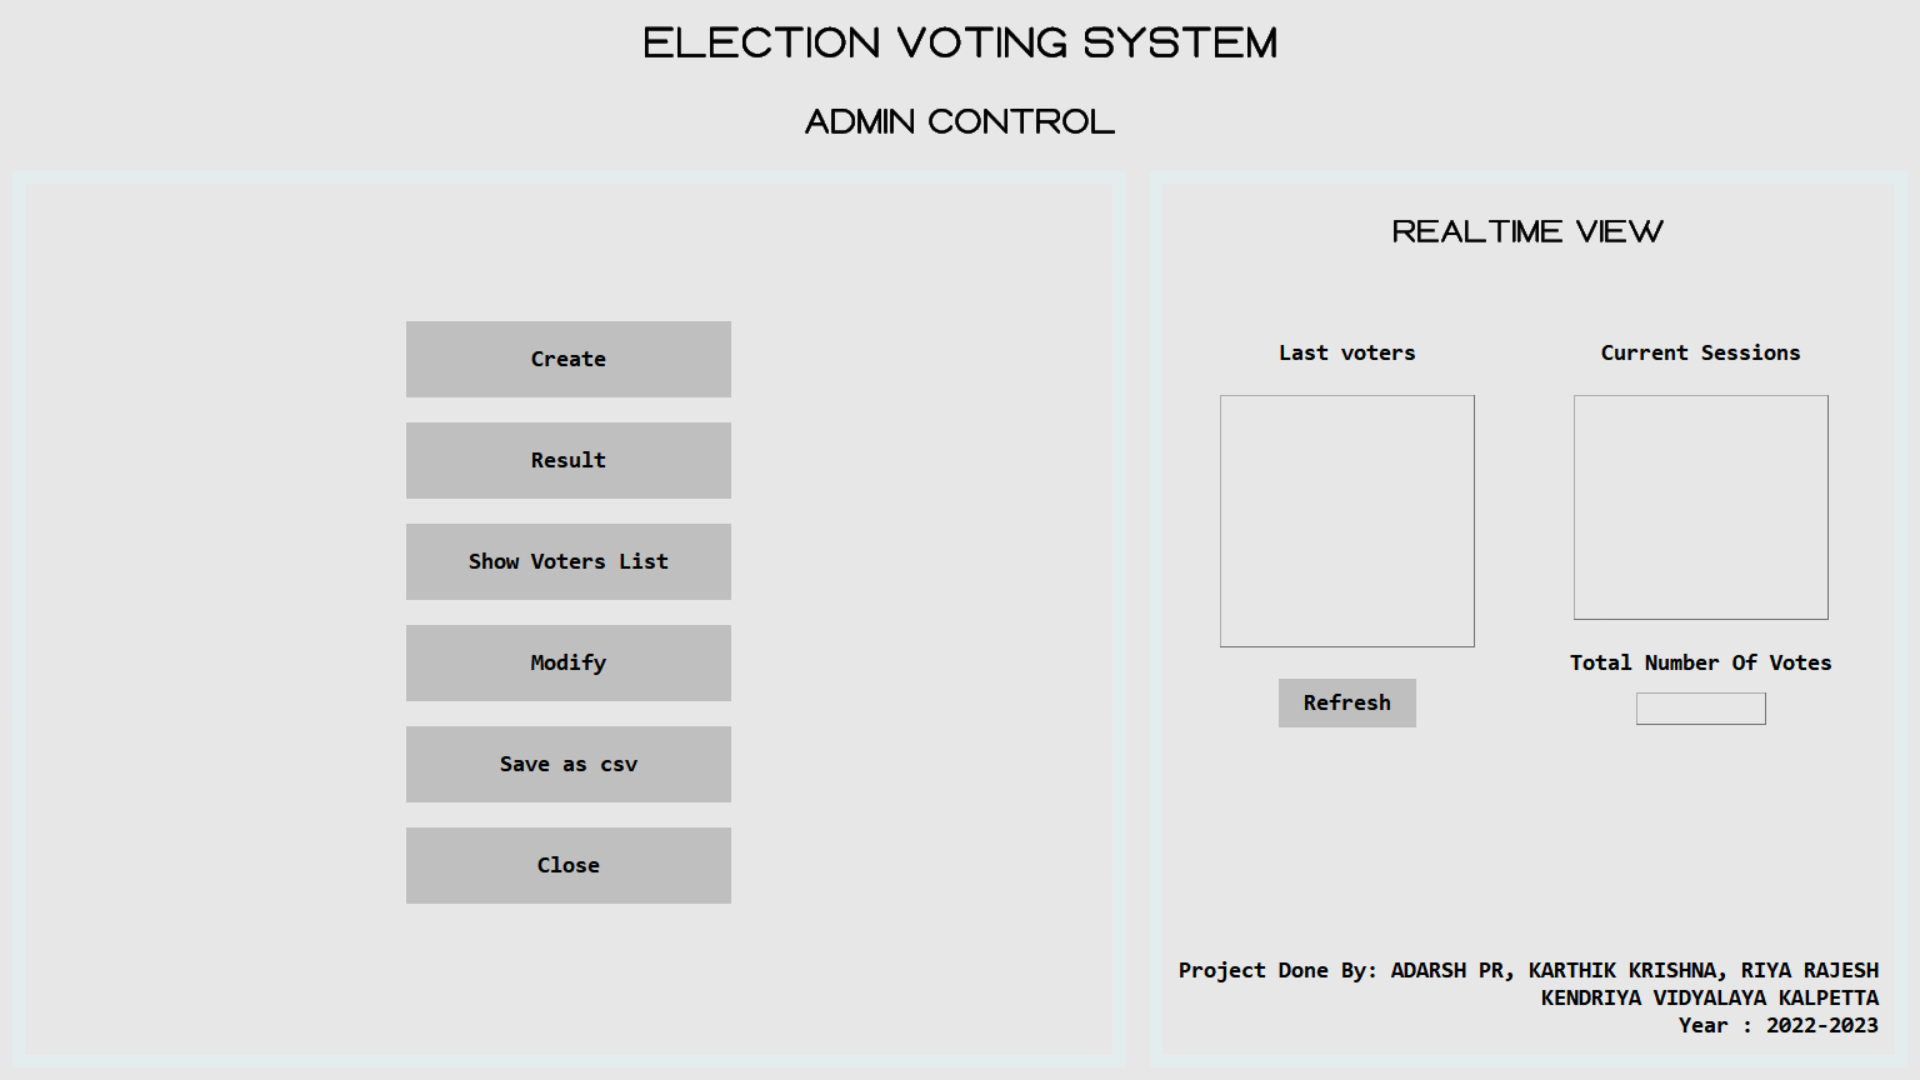 ELECTION VOTING SYSTEM
ADMIN CONTROL
Create
Result
Show Voters List
Modify
Save as csv
Close
REALTIME VIEW
Last voters
Current Sessions
Refresh
Total Number Of Votes
Project Done By: ADARSH PR, KARTHIK KRISHNA, RIYA RAJESH
KENDRIYA VIDYALAYA KALPETTA
Year : 2022-2023